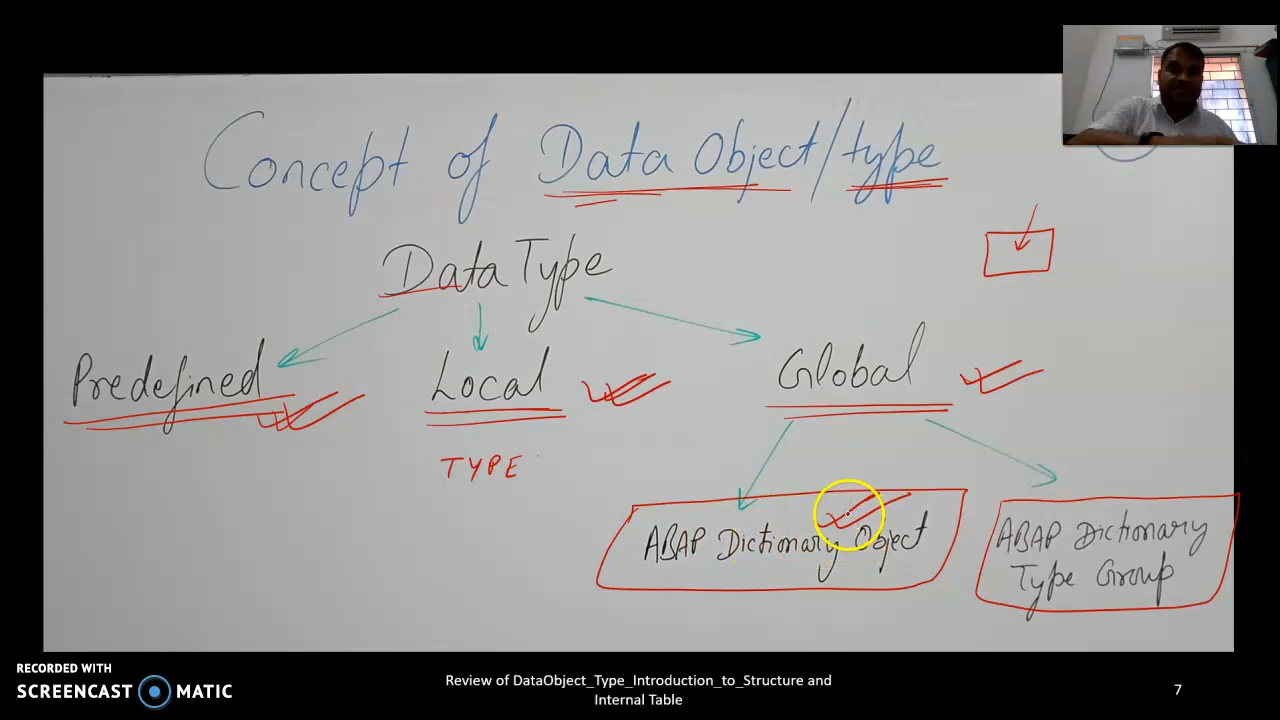 Concept of Data Object/type
Data Type
Predefined
Local
Global
TYPE
ABAP Dictionary Object
ABAP Dictionary
Type Group
RECORDED WITH
SCREENCAST MATIC
Review of DataObject_Type_Introduction_to_Structure and
Internal Table
7